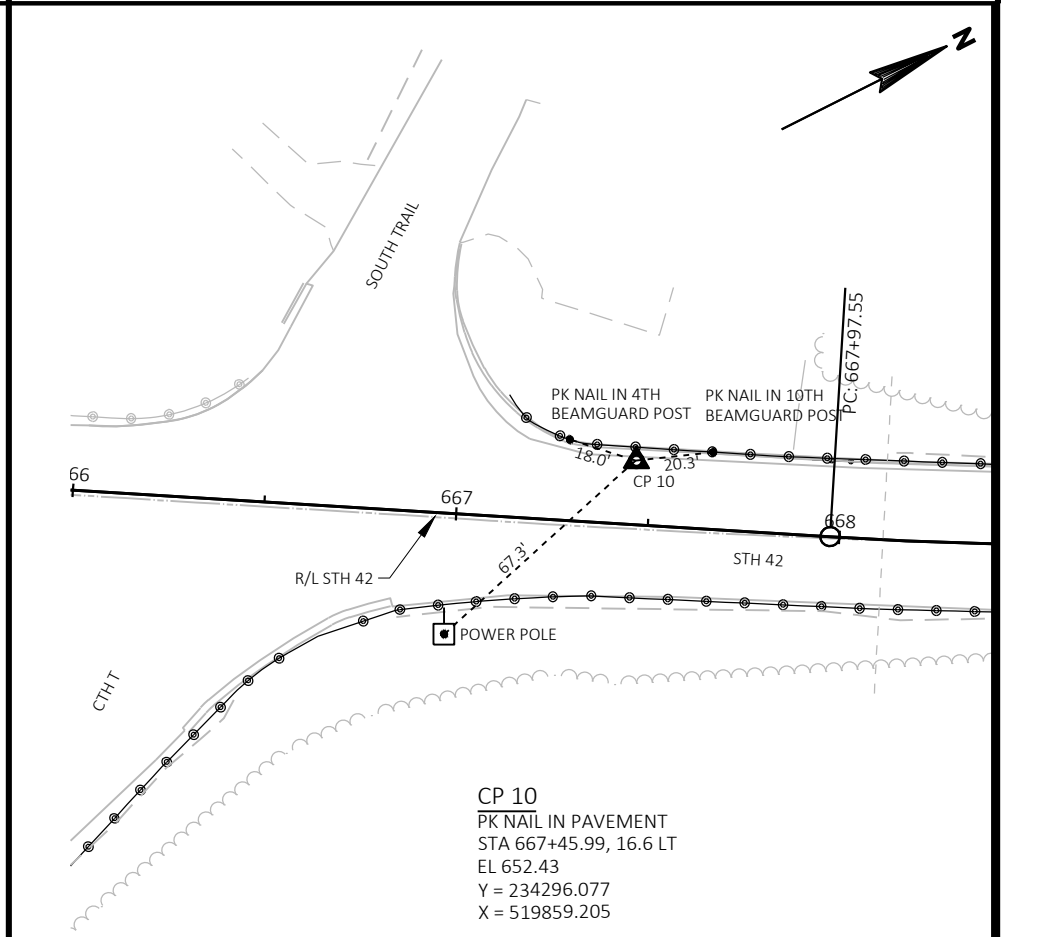 N
SOUTH TRAIL
PC: 667+97.55
PK NAIL IN 4TH
BEAMGUARD POST
PK NAIL IN 10TH
BEAMGUARD POST
18.0'
20.3'
CP 10
66
667
668
STH 42
67.3'
R/L STH 42
POWER POLE
CTH T
CP 10
PK NAIL IN PAVEMENT
STA 667+45.99, 16.6 LT
EL 652.43
Y = 234296.077
X = 519859.205